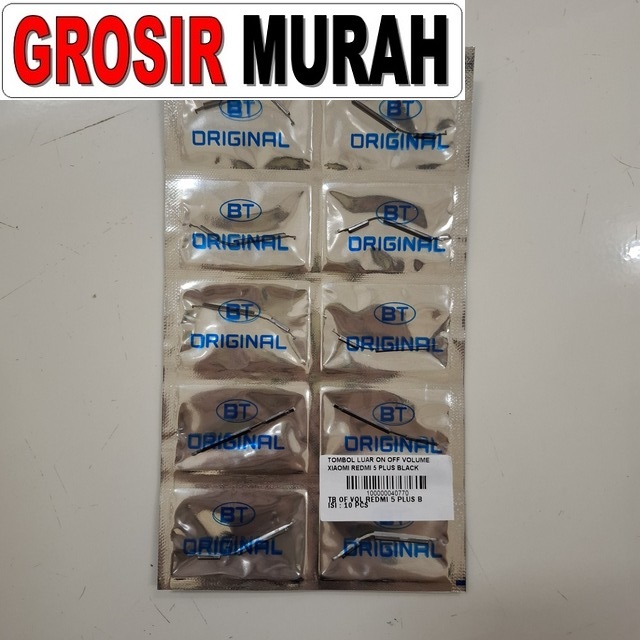 GROSIR MURAH
BT
ORIGINAL
BT
ORIGINAL
BT
ORIGINAL
BT
ORIGINAL
BT
ORIGINAL
BT
ORIGINAL
BT
ORIGINAL
BT
ORIGINAL
TOMBOL LUAR ON OFF VOLUME
XIAOMI REDMI 5 PLUS BLACK
100000040770
TB OF VOL REDMI 5 PLUS B
ISI : 10 PCS
BT
ORIGINAL
ORIGINAL